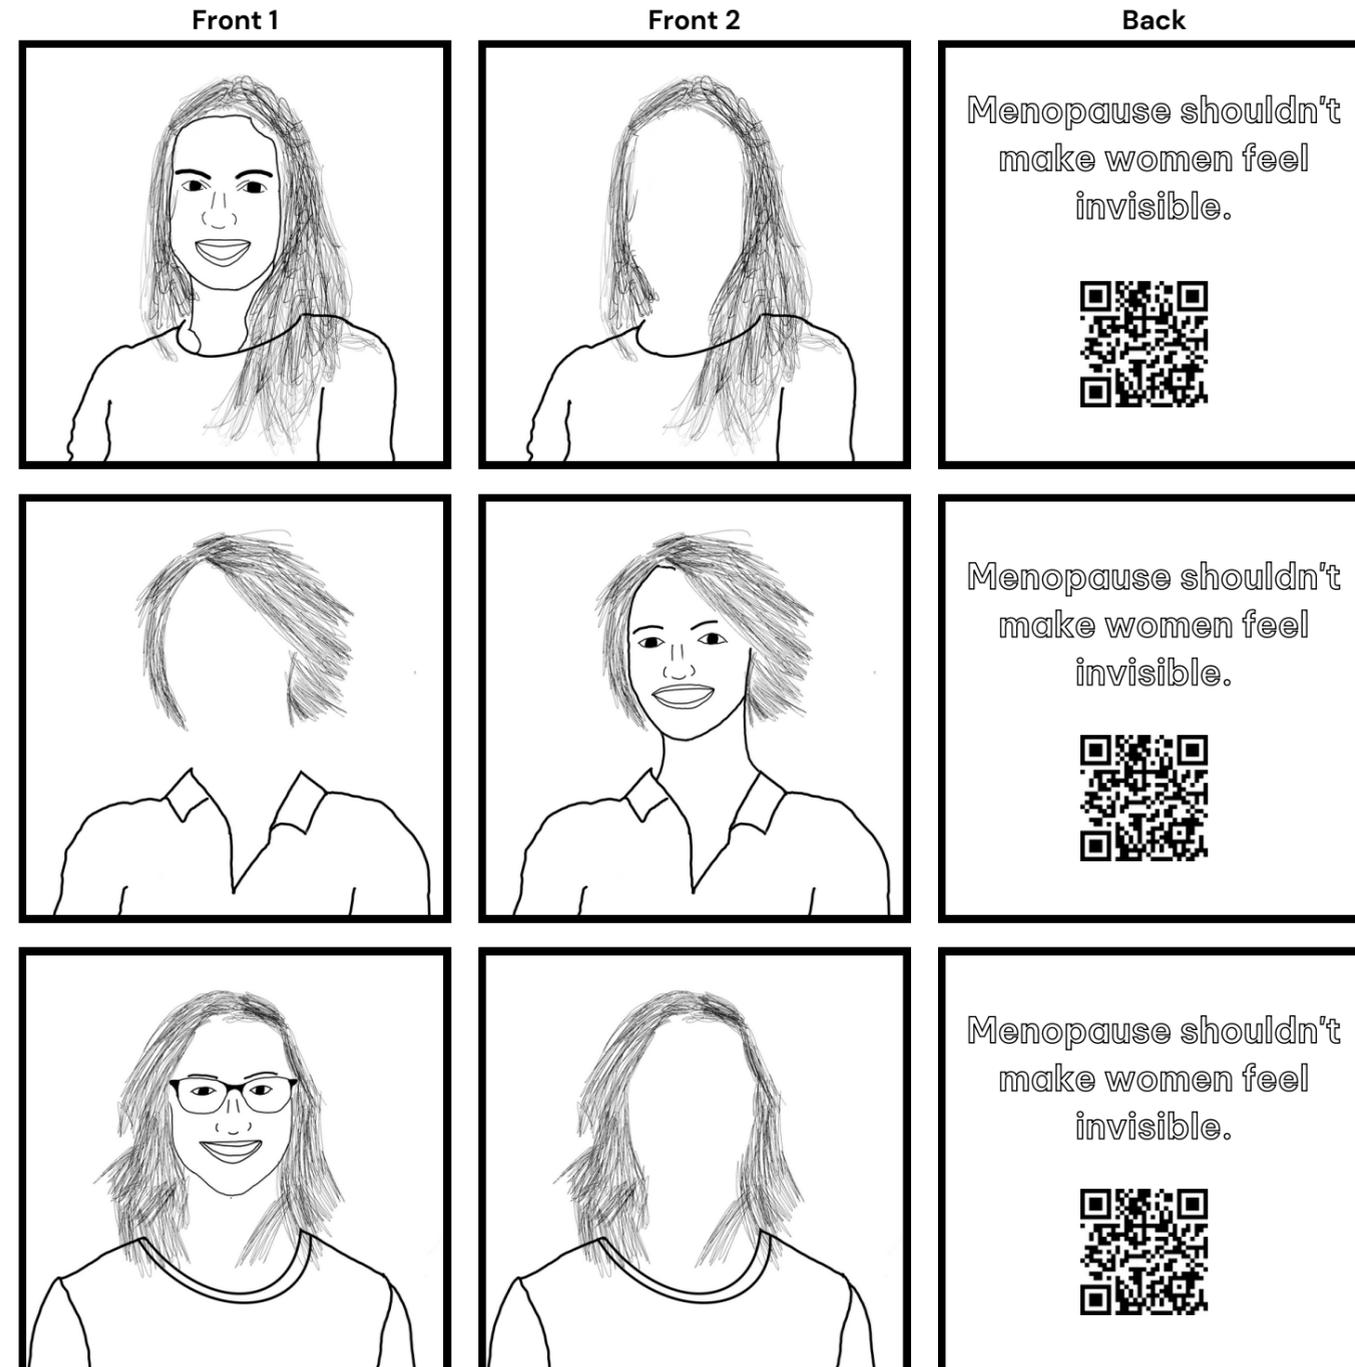 Front 1
Front 2
Back
Menopause shouldn't
make women feel
invisible.
Menopause shouldn't
make women feel
invisible.
Menopause shouldn't
make women feel
invisible.